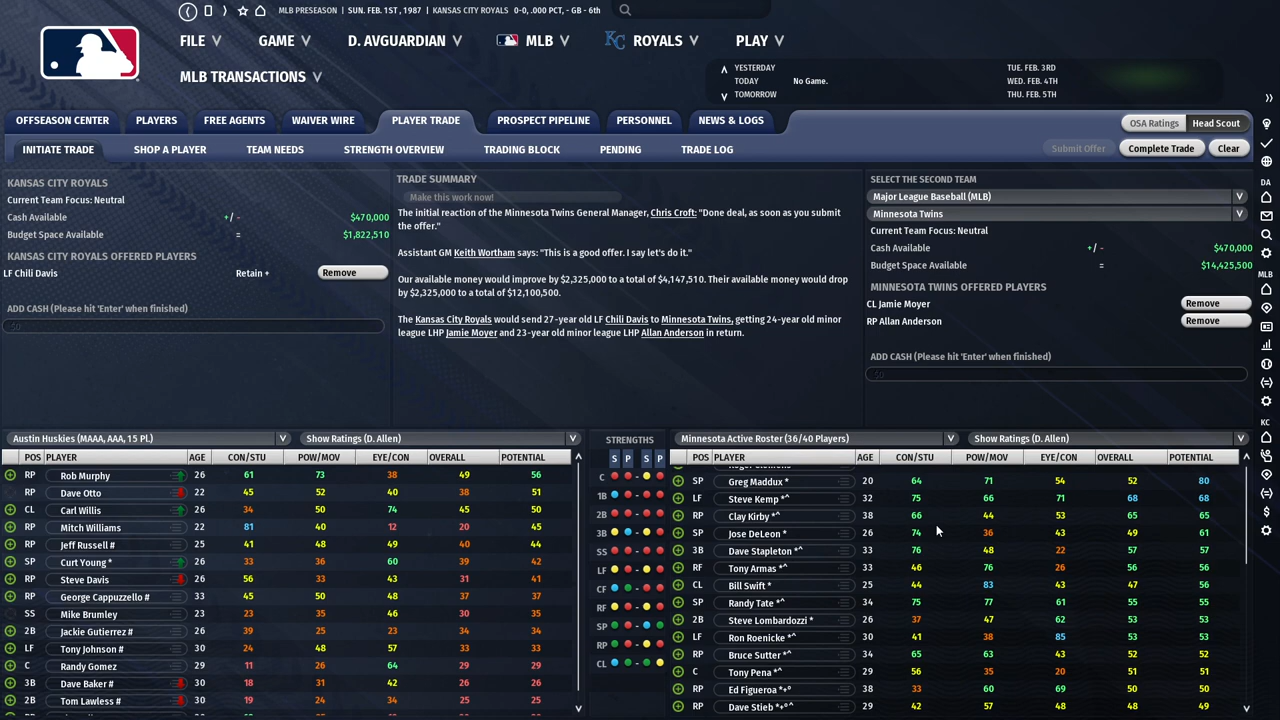 MLB PRESEASON | SUN. FEB. 1ST , 1987 | KANSAS CITY ROYALS 0-0, .000 PCT, - GB - 6th
FILE GAME D. AVGUARDIAN MLB ROYALS PLAY
MLB TRANSACTIONS
YESTERDAY TUE. FEB. 3RD
TODAY No Game. WED. FEB. 4TH
TOMORROW THU. FEB. 5TH
OFFSEASON CENTER PLAYERS FREE AGENTS WAIVER WIRE PLAYER TRADE PROSPECT PIPELINE PERSONNEL NEWS & LOGS OSA Ratings Head Scout
INITIATE TRADE SHOP A PLAYER TEAM NEEDS STRENGTH OVERVIEW TRADING BLOCK PENDING TRADE LOG Submit Offer Complete Trade Clear
KANSAS CITY ROYALS
Current Team Focus: Neutral
Cash Available +/ - $470,000
Budget Space Available = $1,822,510
KANSAS CITY ROYALS OFFERED PLAYERS
LF Chili Davis Retain + Remove
ADD CASH (Please hit 'Enter' when finished)
$0
TRADE SUMMARY
Make this work now!
The initial reaction of the Minnesota Twins General Manager, Chris Croft: "Done deal, as soon as you submit
the offer."
Assistant GM Keith Wortham says: "This is a good offer. I say let's do it."
Our available money would improve by $2,325,000 to a total of $4,147,510. Their available money would drop
by $2,325,000 to a total of $12,100,500.
The Kansas City Royals would send 27-year old LF Chili Davis to Minnesota Twins, getting 24-year old minor
league LHP Jamie Moyer and 23-year old minor league LHP Allan Anderson in return.
SELECT THE SECOND TEAM
Major League Baseball (MLB)
Minnesota Twins
Current Team Focus: Neutral
Cash Available +/ - $470,000
Budget Space Available = $14,425,500
MINNESOTA TWINS OFFERED PLAYERS
CL Jamie Moyer Remove
RP Allan Anderson Remove
ADD CASH (Please hit 'Enter' when finished)
$0
DA
MLB
KC
Austin Huskies (MAAA, AAA, 15 Pl.) Show Ratings (D. Allen)
POS PLAYER AGE CON/STU POW/MOV EYE/CON OVERALL POTENTIAL
RP Rob Murphy 26 61 73 38 49 56
RP Dave Otto 22 45 52 40 38 51
CL Carl Willis 26 34 50 74 45 50
RP Mitch Williams 22 81 40 12 20 45
RP Jeff Russell # 25 41 48 49 40 44
SP Curt Young * 26 33 36 60 39 42
RP Steve Davis 26 56 33 43 31 41
RP George Cappuzzello # 33 45 50 48 37 37
SS Mike Brumley 23 35 35 46 30 35
2B Jackie Gutierrez # 26 39 25 23 34 34
LF Tony Johnson # 30 24 48 57 33 33
C Randy Gomez 29 11 26 64 29 29
3B Dave Baker # 30 18 31 42 26 26
2B Tom Lawless # 30 19 24 34 25 25
STRENGTHS
S P - S P
C
1B
2B
3B
SS
LF
CF
RF
SP
RP
CL
Minnesota Active Roster (36/40 Players) Show Ratings (D. Allen)
POS PLAYER AGE CON/STU POW/MOV EYE/CON OVERALL POTENTIAL
SP Greg Maddux * 20 64 71 54 52 80
LF Steve Kemp *^ 32 75 66 71 68 68
RP Clay Kirby *^ 38 66 44 53 65 65
SP Jose DeLeon * 26 74 36 43 49 61
3B Dave Stapleton *^ 33 76 48 22 57 57
RF Tony Armas *^ 33 46 76 26 56 56
CL Bill Swift * 25 44 83 43 47 56
SP Randy Tate *^ 34 75 77 61 55 55
2B Steve Lombardozzi * 26 37 47 62 53 53
LF Ron Roenicke *^ 30 41 38 85 53 53
RP Bruce Sutter *^ 34 65 63 43 52 52
C Tony Pena *^ 29 56 35 20 51 51
RP Ed Figueroa *+° 38 33 60 69 50 50
RP Dave Stieb *+°^ 29 42 57 48 48 49